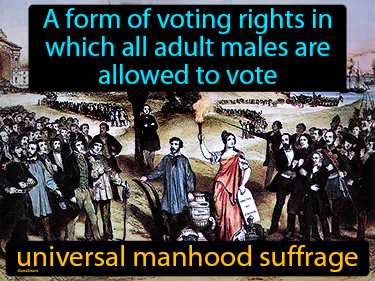 A form of voting rights in
which all adult males are
allowed to vote
universal manhood suffrage